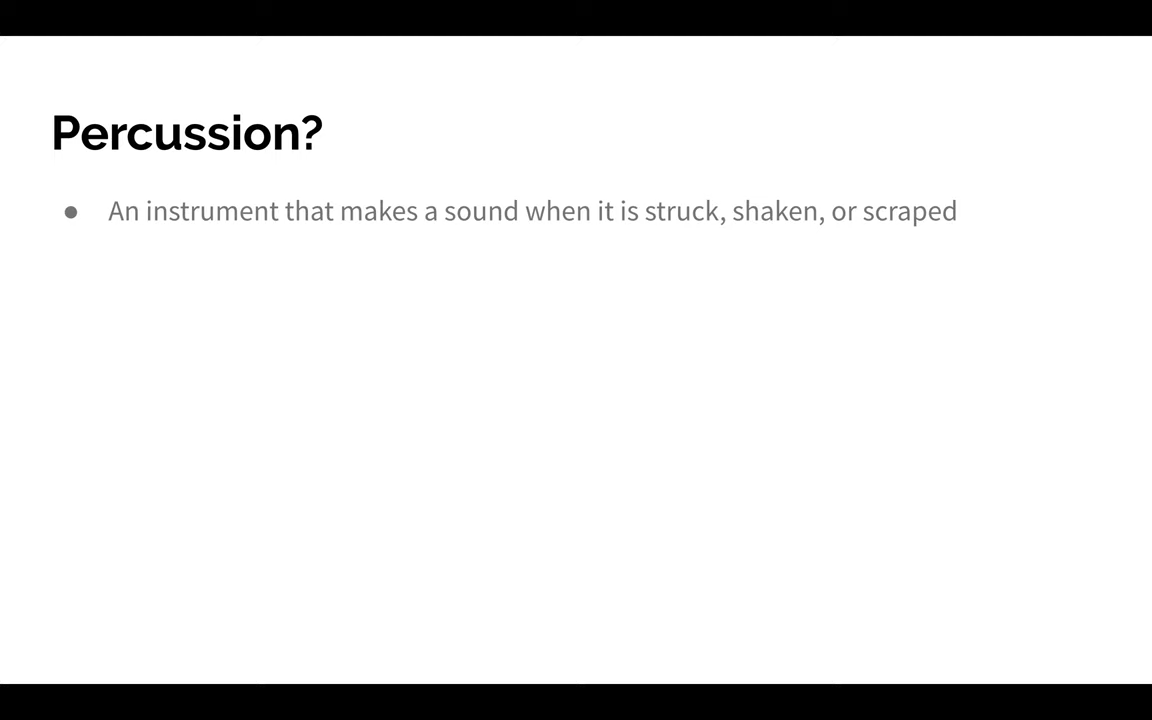 Percussion?
● An instrument that makes a sound when it is struck, shaken, or scraped